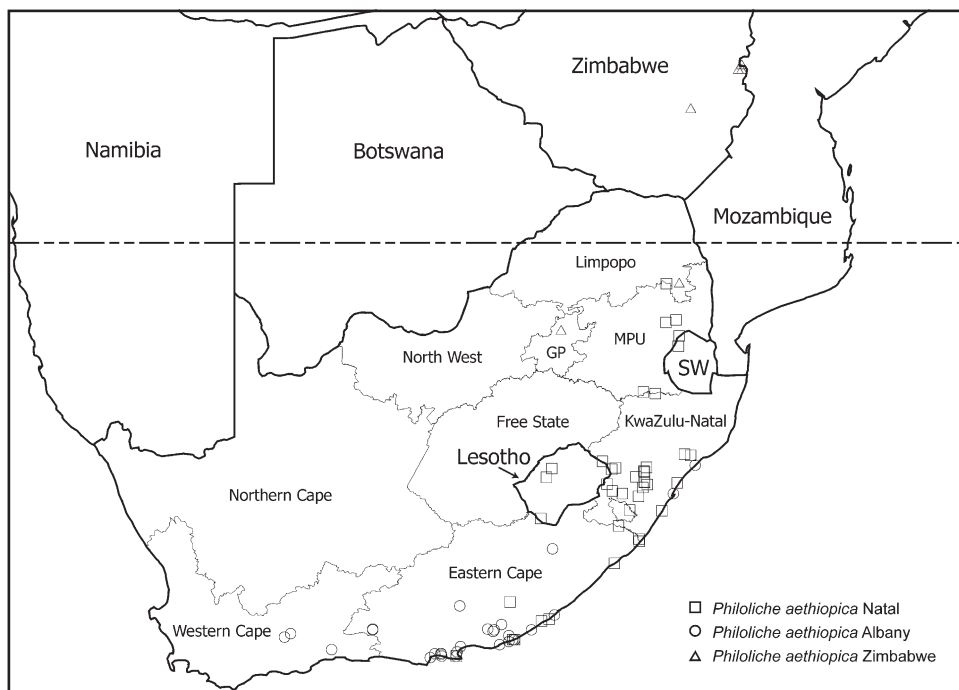 Zimbabwe
Namibia
Botswana
Mozambique
Limpopo
North West
GP
MPU
SW
Free State
KwaZulu-Natal
Lesotho
Northern Cape
Eastern Cape
Western Cape
Philoliche aethiopica Natal
Philoliche aethiopica Albany
Philoliche aethiopica Zimbabwe